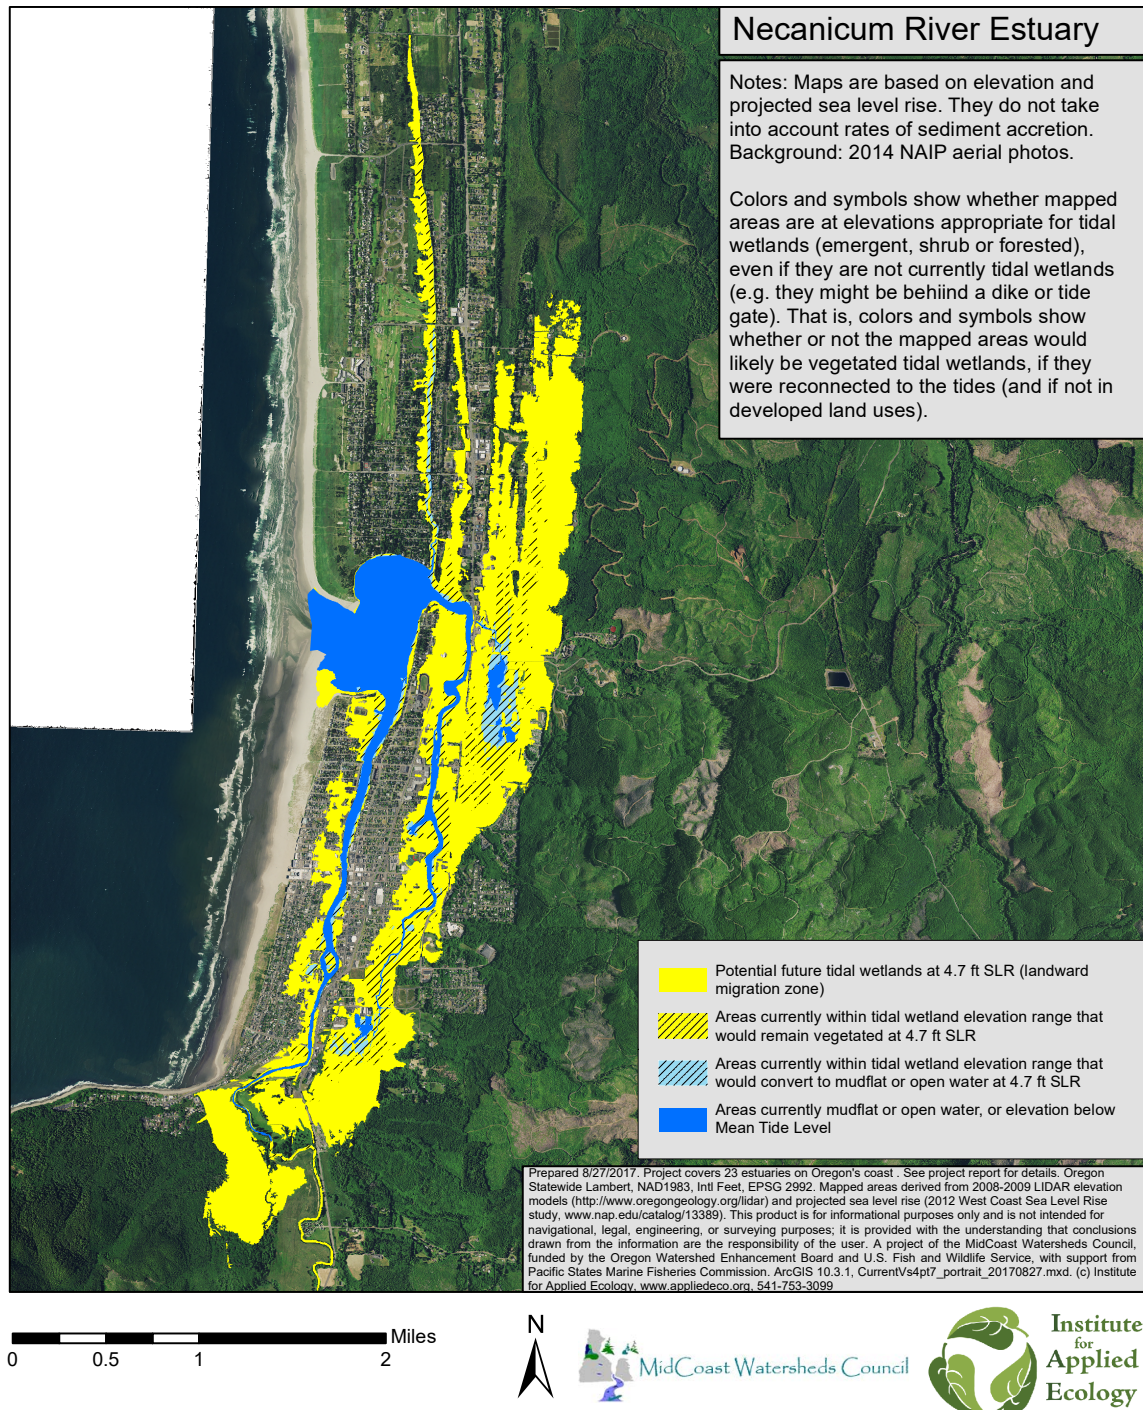 Necanicum River Estuary
Notes: Maps are based on elevation and
projected sea level rise. They do not take
into account rates of sediment accretion.
Background: 2014 NAIP aerial photos.
Colors and symbols show whether mapped
areas are at elevations appropriate for tidal
wetlands (emergent, shrub or forested),
even if they are not currently tidal wetlands
(e.g. they might be behiind a dike or tide
gate). That is, colors and symbols show
whether or not the mapped areas would
likely be vegetated tidal wetlands, if they
were reconnected to the tides (and if not in
developed land uses).
Potential future tidal wetlands at 4.7 ft SLR (landward
migration zone)
Areas currently within tidal wetland elevation range that
would remain vegetated at 4.7 ft SLR
Areas currently within tidal wetland elevation range that
would convert to mudflat or open water at 4.7 ft SLR
Areas currently mudflat or open water, or elevation below
Mean Tide Level
Prepared 8/27/2017. Project covers 23 estuaries on Oregon's coast . See project report for details. Oregon
Statewide Lambert, NAD1983, Intl Feet, EPSG 2992. Mapped areas derived from 2008-2009 LIDAR elevation
models (http://www.oregongeology.org/lidar) and projected sea level rise (2012 West Coast Sea Level Rise
study, www.nap.edu/catalog/13389). This product is for informational purposes only and is not intended for
navigational, legal, engineering, or surveying purposes; it is provided with the understanding that conclusions
drawn from the information are the responsibility of the user. A project of the MidCoast Watersheds Council,
funded by the Oregon Watershed Enhancement Board and U.S. Fish and Wildlife Service, with support from
Pacific States Marine Fisheries Commission. ArcGIS 10.3.1, CurrentVs4pt7_portrait_20170827.mxd. (c) Institute
for Applied Ecology, www.appliedeco.org, 541-753-3099
Miles
0 0.5 1 2
N
MidCoast Watersheds Council
Institute
for
Applied
Ecology